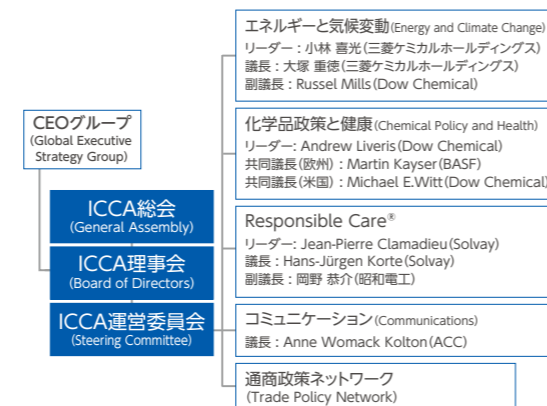 CEOグループ
(Global Executive
Strategy Group)
ICCA総会
(General Assembly)
ICCA理事会
(Board of Directors)
ICCA運営委員会
(Steering Committee)
エネルギーと気候変動(Energy and Climate Change)
リーダー：小林 喜光(三菱ケミカルホールディングス)
議長：大塚 重徳(三菱ケミカルホールディングス)
副議長：Russel Mills(Dow Chemical)
化学品政策と健康(Chemical Policy and Health)
リーダー: Andrew Liveris(Dow Chemical)
共同議長(欧州)：Martin Kayser(BASF)
共同議長(米国)：Michael E.Witt(Dow Chemical)
Responsible Care®
リーダー: Jean-Pierre Clamadieu(Solvay)
議長：Hans-Jürgen Korte(Solvay)
副議長：岡野 恭介(昭和電工)
コミュニケーション(Communications)
議長：Anne Womack Kolton(ACC)
通商政策ネットワーク
(Trade Policy Network)